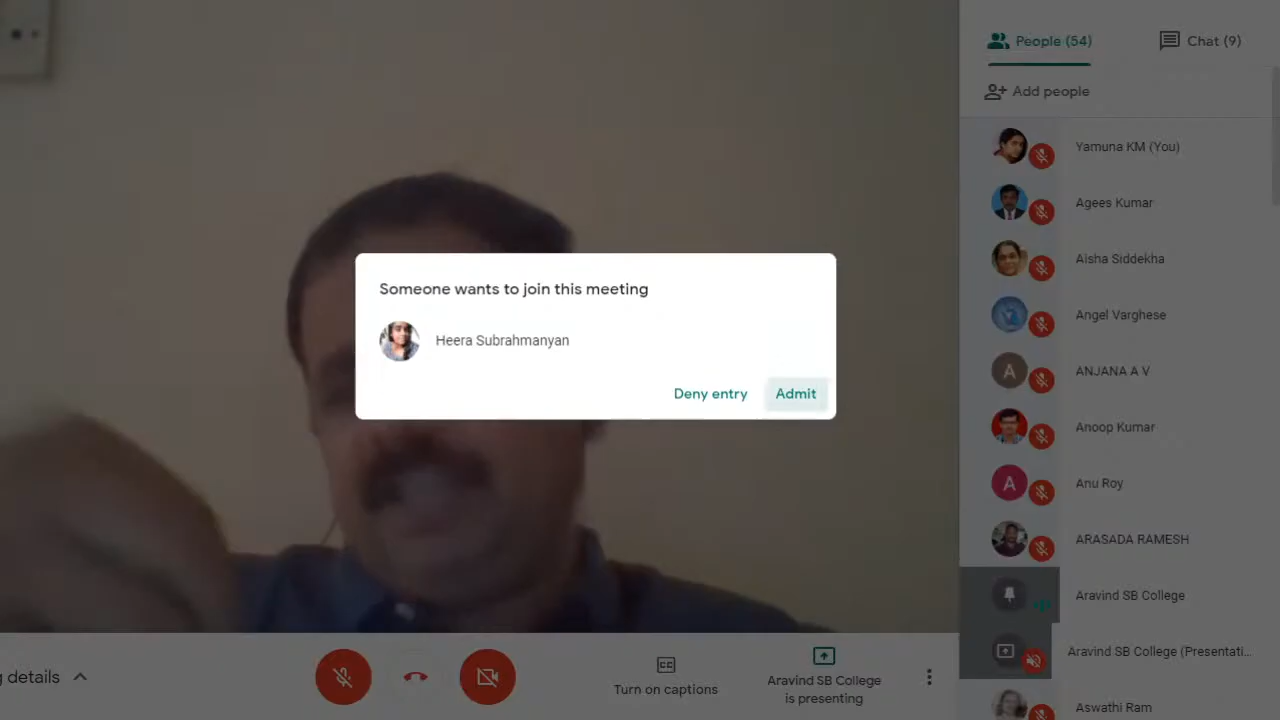 People (54)
Chat (9)
Add people
Yamuna KM (You)
Agees Kumar
Aisha Siddekha
Angel Varghese
A ANJANA A V
Anoop Kumar
A Anu Roy
ARASADA RAMESH
Aravind SB College
Aravind SB College (Presentati...
Aswathi Ram
Someone wants to join this meeting
Heera Subrahmanyan
Deny entry
Admit
g details
CC
Turn on captions
Aravind SB College
is presenting